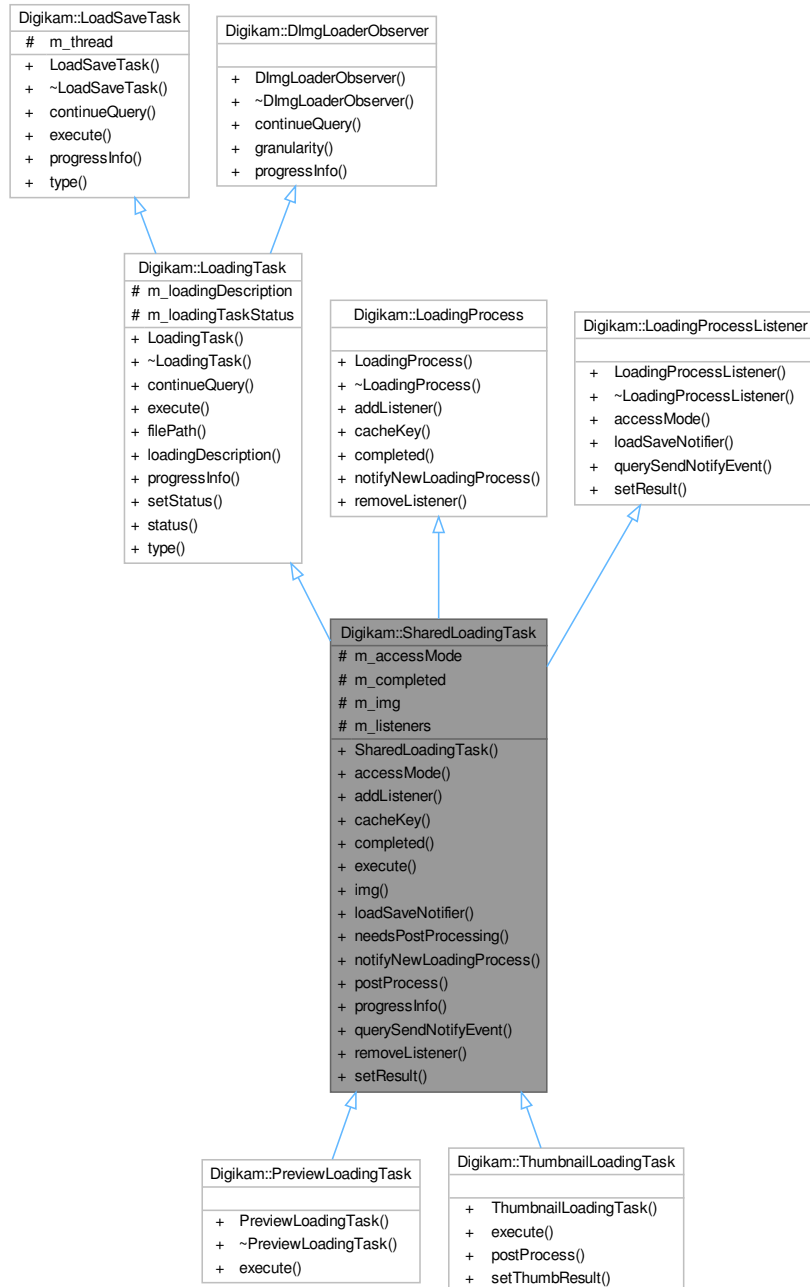 Digikam::LoadSaveTask
# m_thread
+ LoadSaveTask()
+ ~LoadSaveTask()
+ continueQuery()
+ execute()
+ progressInfo()
+ type()
Digikam::DImgLoaderObserver
+ DImgLoaderObserver()
+ ~DImgLoaderObserver()
+ continueQuery()
+ granularity()
+ progressInfo()
Digikam::LoadingTask
# m_loadingDescription
# m_loadingTaskStatus
+ LoadingTask()
+ ~LoadingTask()
+ continueQuery()
+ execute()
+ filePath()
+ loadingDescription()
+ progressInfo()
+ setStatus()
+ status()
+ type()
Digikam::LoadingProcess
+ LoadingProcess()
+ ~LoadingProcess()
+ addListener()
+ cacheKey()
+ completed()
+ notifyNewLoadingProcess()
+ removeListener()
Digikam::LoadingProcessListener
+ LoadingProcessListener()
+ ~LoadingProcessListener()
+ accessMode()
+ loadSaveNotifier()
+ querySendNotifyEvent()
+ setResult()
Digikam::SharedLoadingTask
# m_accessMode
# m_completed
# m_img
# m_listeners
+ SharedLoadingTask()
+ accessMode()
+ addListener()
+ cacheKey()
+ completed()
+ execute()
+ img()
+ loadSaveNotifier()
+ needsPostProcessing()
+ notifyNewLoadingProcess()
+ postProcess()
+ progressInfo()
+ querySendNotifyEvent()
+ removeListener()
+ setResult()
Digikam::PreviewLoadingTask
+ PreviewLoadingTask()
+ ~PreviewLoadingTask()
+ execute()
Digikam::ThumbnailLoadingTask
+ ThumbnailLoadingTask()
+ execute()
+ postProcess()
+ setThumbResult()